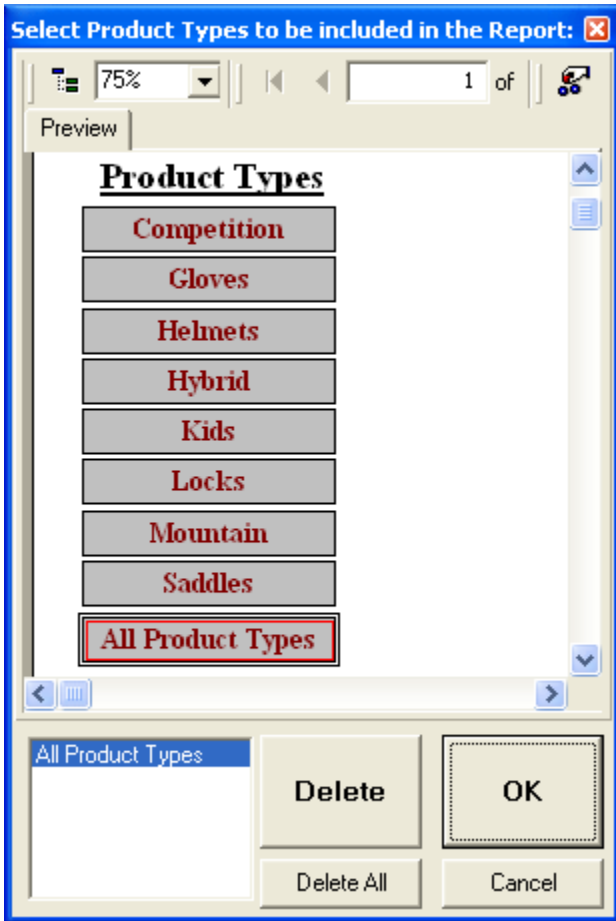 Select Product Types to be included in the Report:
75% 1 of
Preview
Product Types
Competition
Gloves
Helmets
Hybrid
Kids
Locks
Mountain
Saddles
All Product Types
All Product Types
Delete OK
Delete All Cancel